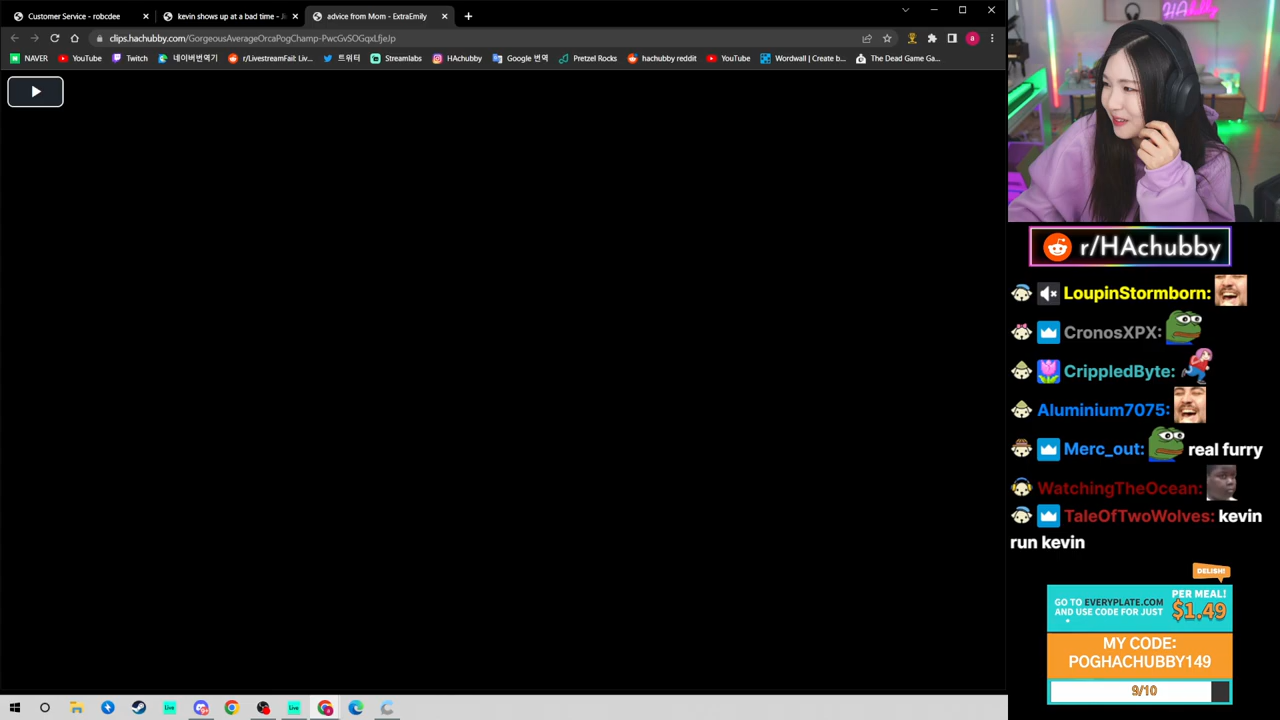 Customer Service - robcdee
kevin shows up at a bad time - Ji
advice from Mom - ExtraEmily
clips.hachubby.com/GorgeousAverageOrcaPogChamp-PwcGvSOGqxLfjeJp
NAVER YouTube Twitch 네이버번역기 r/LivestreamFail: Liv... 트위터 Streamlabs HAchubby Google 번역 Pretzel Rocks hachubby reddit YouTube Wordwall | Create b... The Dead Game Ga...
r/HAchubby
LoupinStormborn:
CronosXPX:
CrippledByte:
Aluminium7075:
Merc_out: real furry
WatchingTheOcean:
TaleOfTwoWolves: kevin
run kevin
DELISH!
GO TO EVERYPLATE.COM
AND USE CODE FOR JUST
PER MEAL!
$1.49
MY CODE:
POGHACHUBBY149
9/10